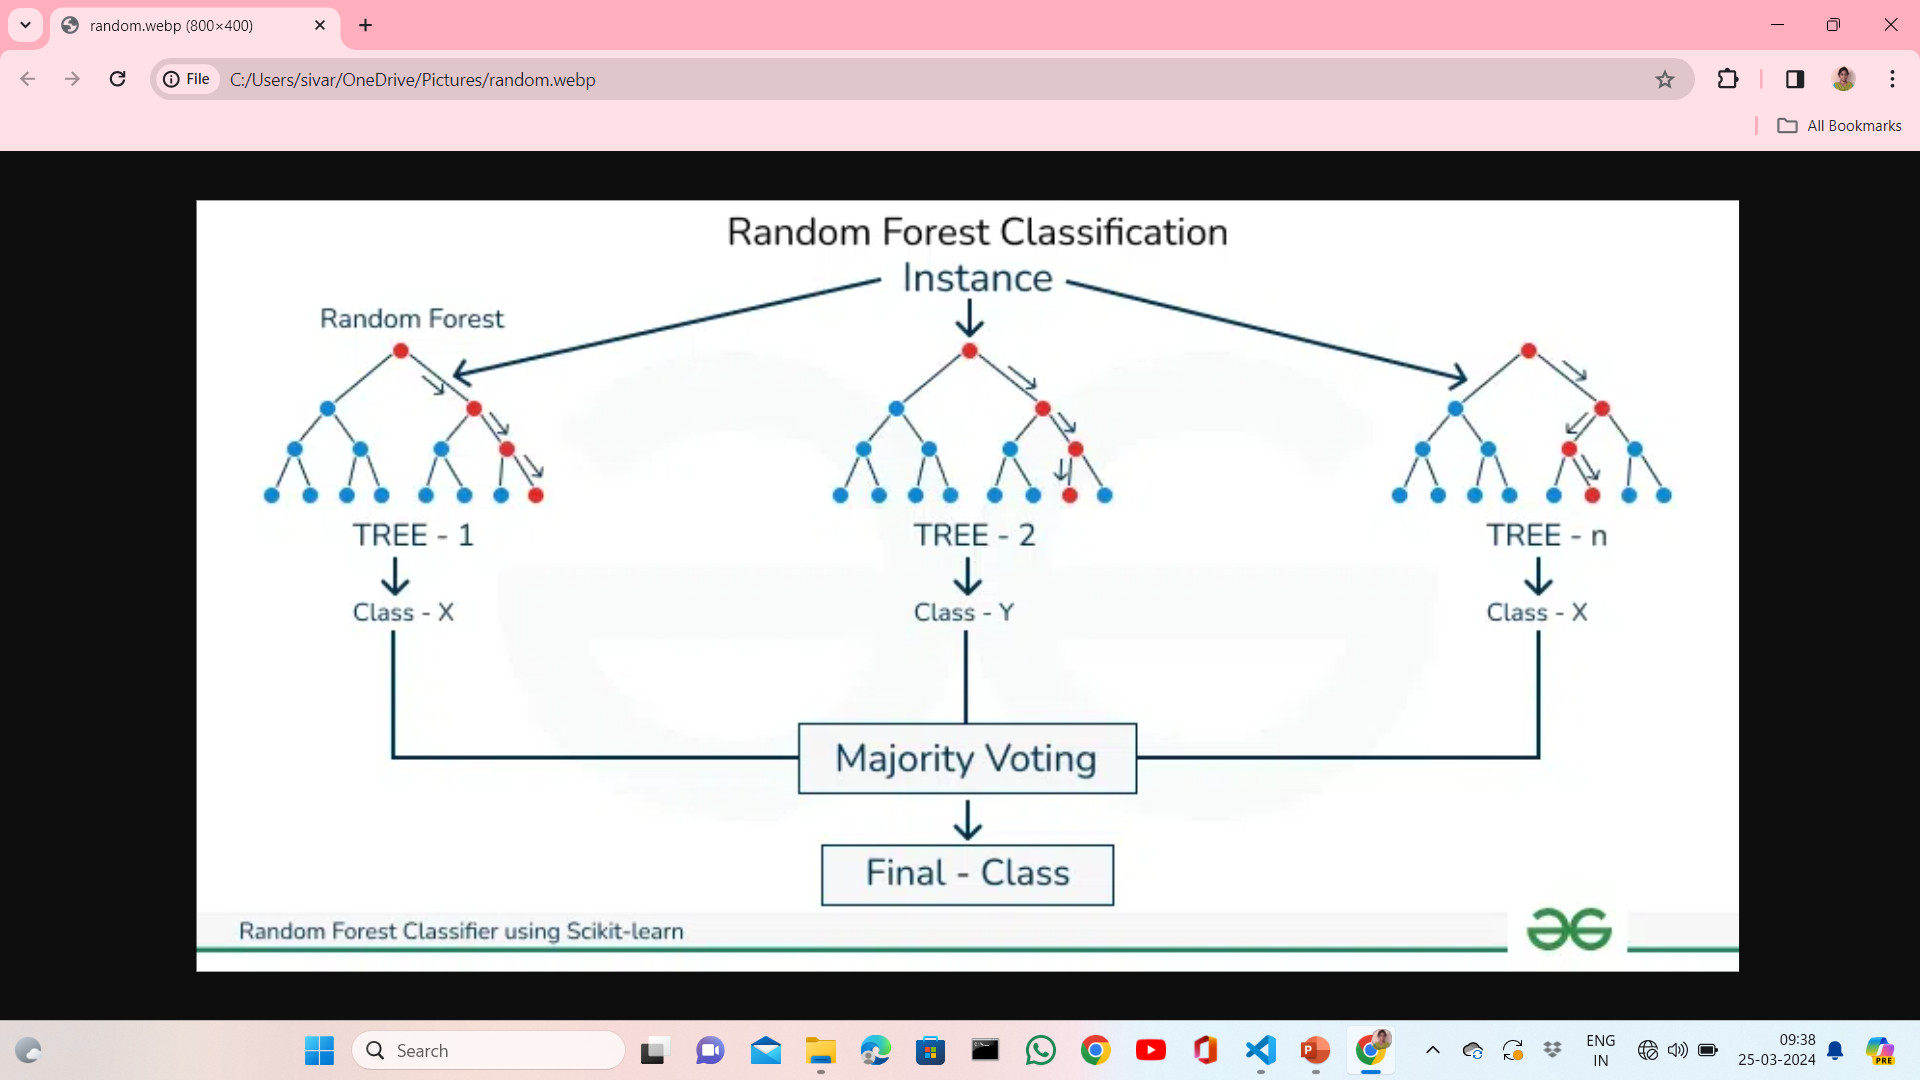 random.webp (800×400)
File
C:/Users/sivar/OneDrive/Pictures/random.webp
All Bookmarks
Random Forest Classification
Instance
Random Forest
TREE - 1
TREE - 2
TREE - n
Class - X
Class - Y
Class - X
Majority Voting
Final - Class
Random Forest Classifier using Scikit-learn
Search
ENG
IN
09:38
25-03-2024
PRE